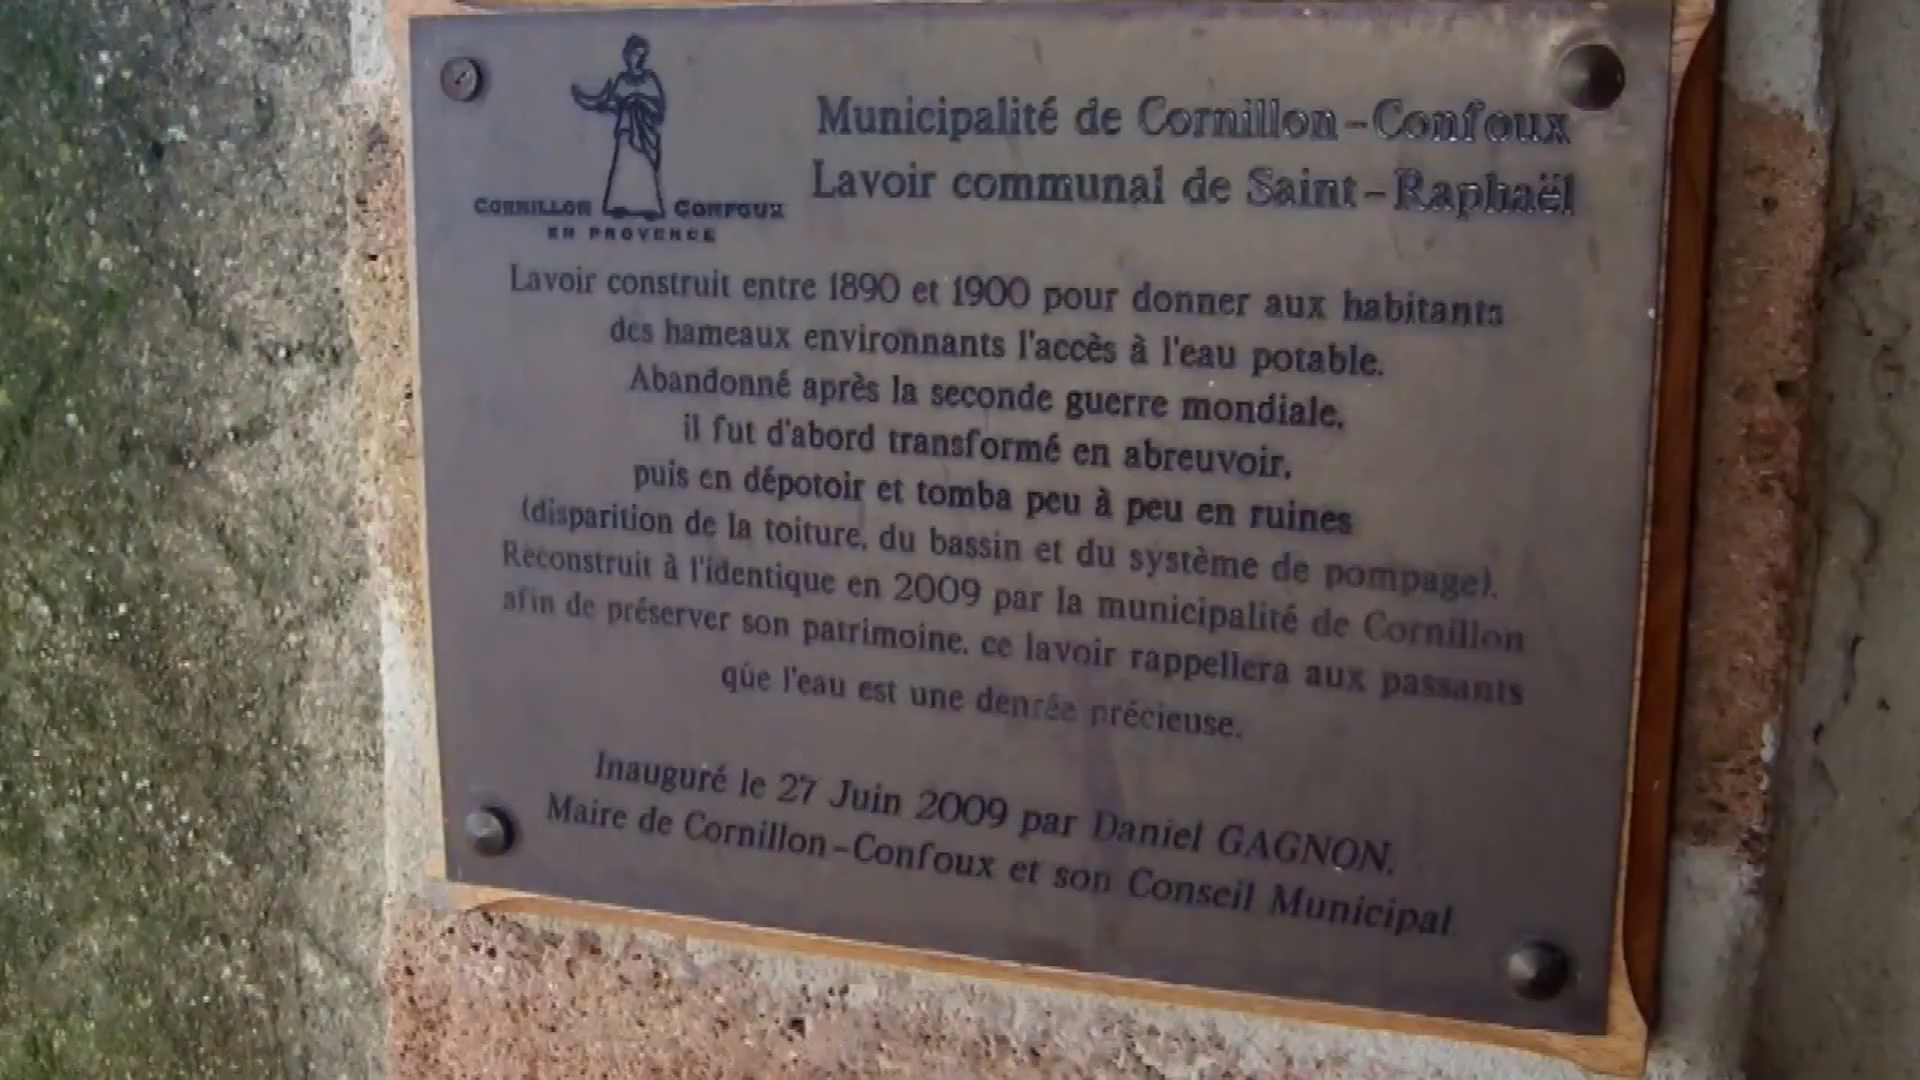 CORNILLON CONFOUX
EN PROVENCE
Municipalité de Cornillon-Confoux
Lavoir communal de Saint-Raphaël
Lavoir construit entre 1890 et 1900 pour donner aux habitants
des hameaux environnants l'accès à l'eau potable.
Abandonné après la seconde guerre mondiale,
il fut d'abord transformé en abreuvoir,
puis en dépotoir et tomba peu à peu en ruines
(disparition de la toiture, du bassin et du système de pompage).
Reconstruit à l'identique en 2009 par la municipalité de Cornillon
afin de préserver son patrimoine, ce lavoir rappellera aux passants
que l'eau est une denrée précieuse.
Inauguré le 27 Juin 2009 par Daniel GAGNON,
Maire de Cornillon-Confoux et son Conseil Municipal.